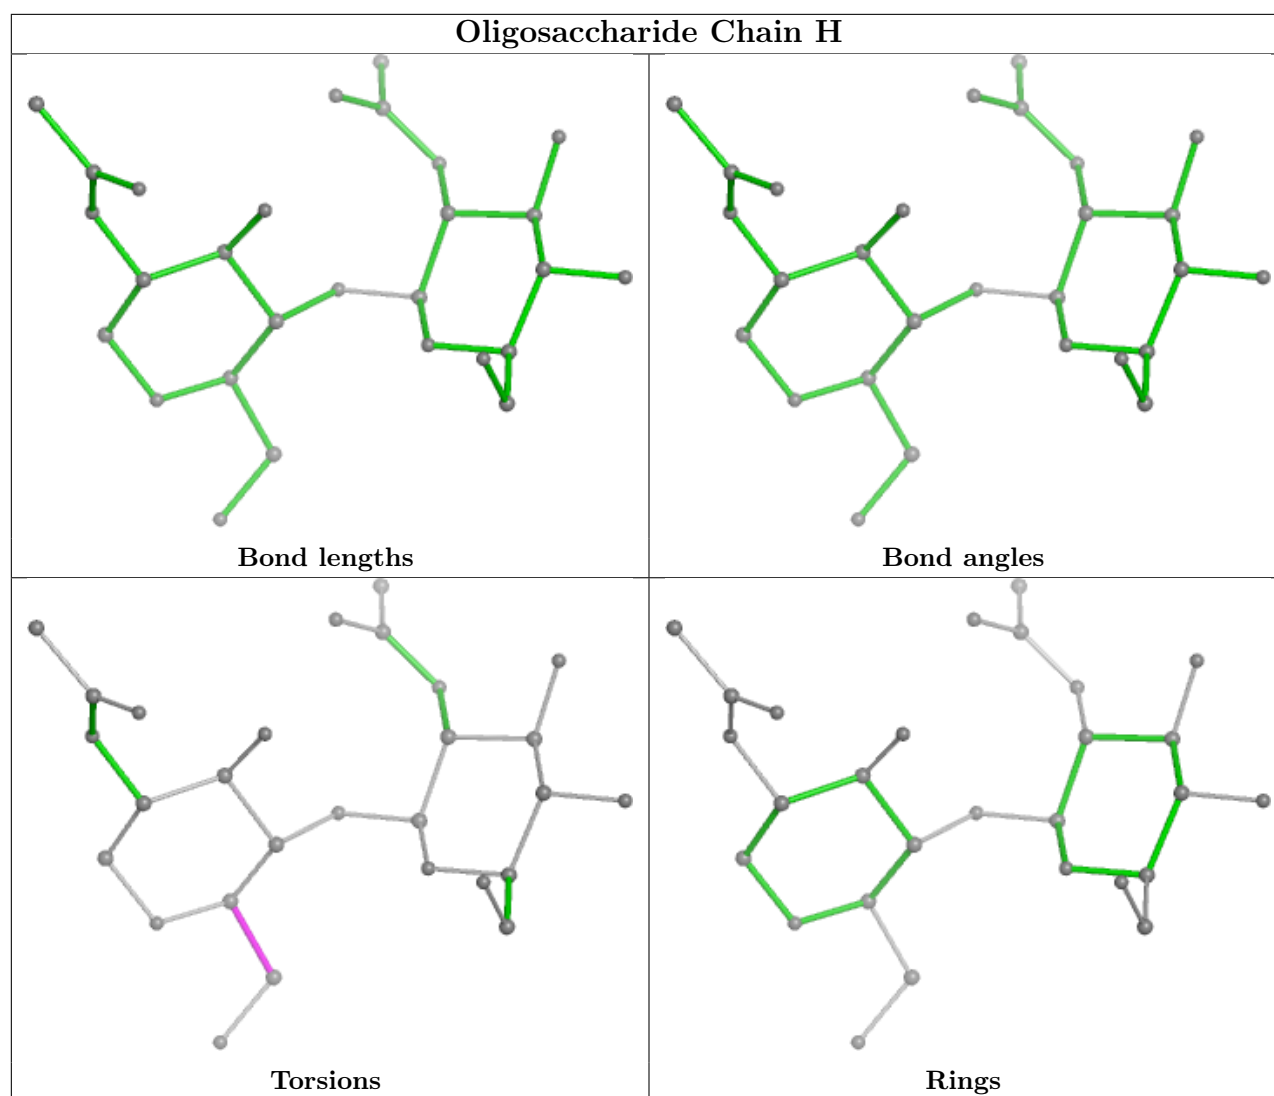 Oligosaccharide Chain H
Bond lengths
Bond angles
Torsions
Rings